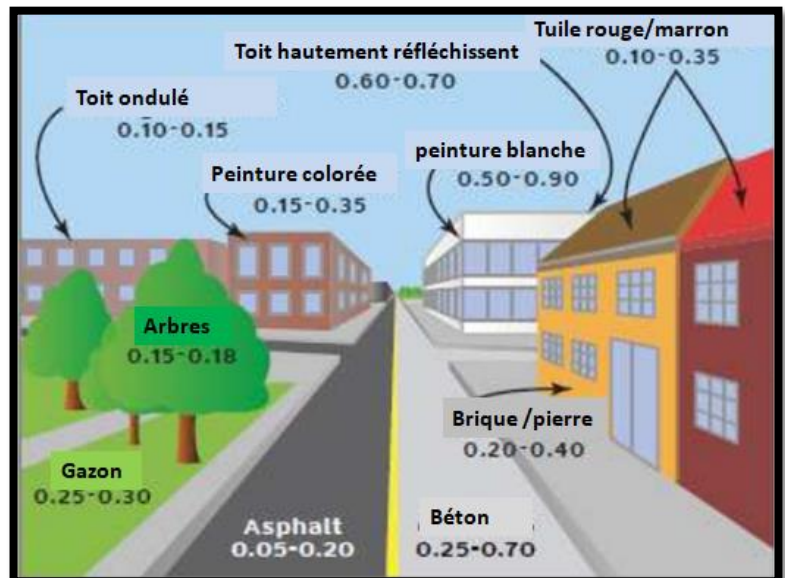 Tuile rouge/marron
0.10-0.35
Toit hautement réfléchissent
0.60-0.70
Toit ondulé
0.10-0.15
peinture blanche
0.50-0.90
Peinture colorée
0.15-0.35
Arbres
0.15-0.18
Brique /pierre
0.20-0.40
Gazon
0.25-0.30
Asphalt
0.05-0.20
Béton
0.25-0.70